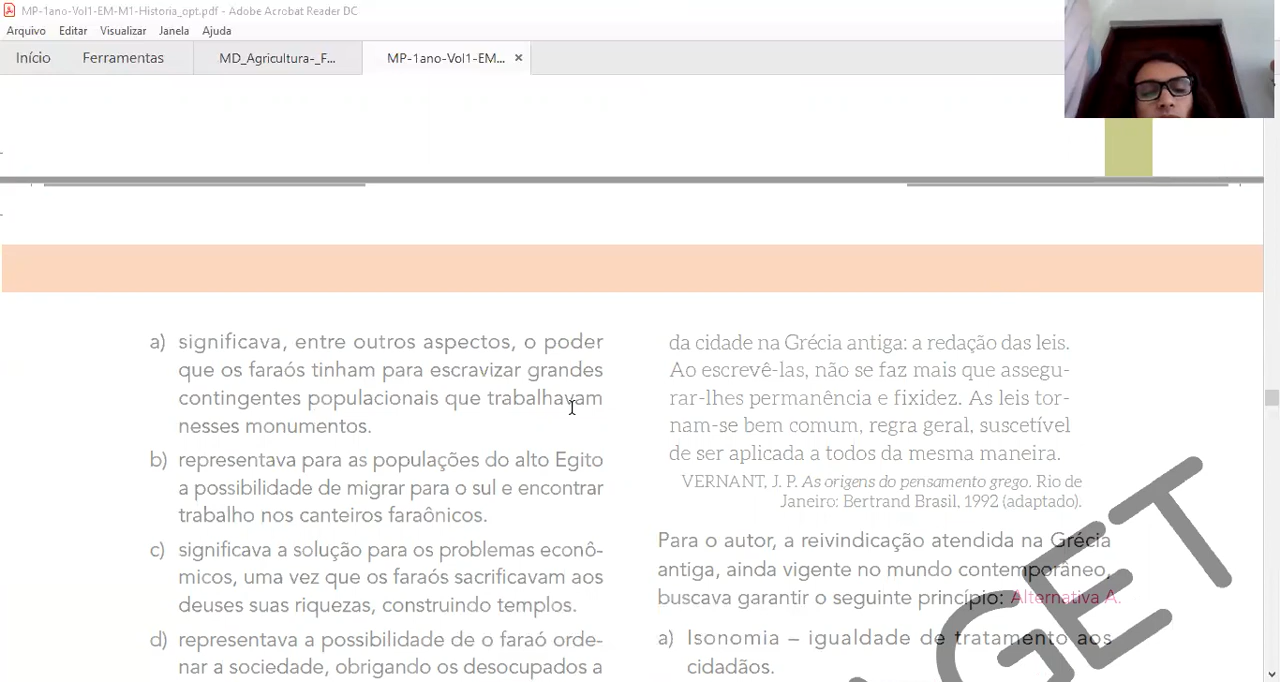 MP-1ano-Vol1-EM-M1-Historia_opt.pdf - Adobe Acrobat Reader DC
Arquivo Editar Visualizar Janela Ajuda
Início Ferramentas MD_Agricultura-_F... MP-1ano-Vol1-EM... ×
a) significava, entre outros aspectos, o poder
que os faraós tinham para escravizar grandes
contingentes populacionais que trabalhavam
nesses monumentos.
b) representava para as populações do alto Egito
a possibilidade de migrar para o sul e encontrar
trabalho nos canteiros faraônicos.
c) significava a solução para os problemas econô-
micos, uma vez que os faraós sacrificavam aos
deuses suas riquezas, construindo templos.
d) representava a possibilidade de o faraó orde-
nar a sociedade, obrigando os desocupados a
da cidade na Grécia antiga: a redação das leis.
Ao escrevê-las, não se faz mais que assegu-
rar-lhes permanência e fixidez. As leis tor-
nam-se bem comum, regra geral, suscetível
de ser aplicada a todos da mesma maneira.
VERNANT, J. P. As origens do pensamento grego. Rio de
Janeiro: Bertrand Brasil, 1992 (adaptado).
Para o autor, a reivindicação atendida na Grécia
antiga, ainda vigente no mundo contemporâneo,
buscava garantir o seguinte princípio: Alternativa A.
a) Isonomia – igualdade de tratamento aos
cidadãos.
GET